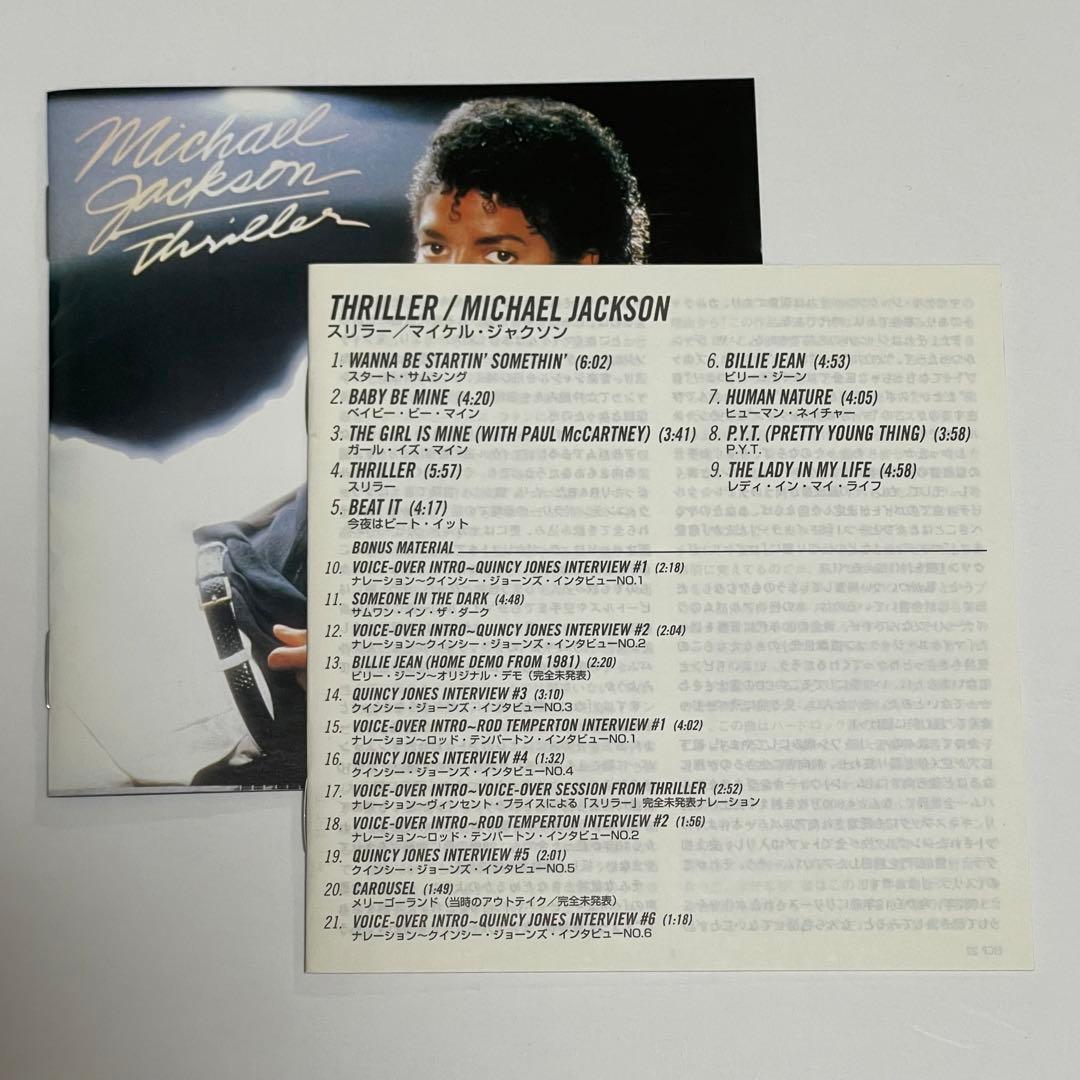 Michael
Jackson
Thriller
THRILLER / MICHAEL JACKSON
スリラー／マイケル・ジャクソン
1. WANNA BE STARTIN' SOMETHIN' (6:02)
スタート・サムシング
2. BABY BE MINE (4:20)
ベイビー・ビー・マイン
3. THE GIRL IS MINE (WITH PAUL McCARTNEY) (3:41)
ガール・イズ・マイン
4. THRILLER (5:57)
スリラー
5. BEAT IT (4:17)
今夜はビート・イット
6. BILLIE JEAN (4:53)
ビリー・ジーン
7. HUMAN NATURE (4:05)
ヒューマン・ネイチャー
8. P.Y.T. (PRETTY YOUNG THING) (3:58)
P.Y.T.
9. THE LADY IN MY LIFE (4:58)
レディ・イン・マイ・ライフ
BONUS MATERIAL
10. VOICE-OVER INTRO~QUINCY JONES INTERVIEW #1 (2:18)
ナレーション～クインシー・ジョーンズ・インタビューNO.1
11. SOMEONE IN THE DARK (4:48)
サムワン・イン・ザ・ダーク
12. VOICE-OVER INTRO~QUINCY JONES INTERVIEW #2 (2:04)
ナレーション～クインシー・ジョーンズ・インタビューNO.2
13. BILLIE JEAN (HOME DEMO FROM 1981) (2:20)
ビリー・ジーン～オリジナル・デモ（完全未発表）
14. QUINCY JONES INTERVIEW #3 (3:10)
クインシー・ジョーンズ・インタビューNO.3
15. VOICE-OVER INTRO~ROD TEMPERTON INTERVIEW #1 (4:02)
ナレーション～ロッド・テンパートン・インタビューNO.1
16. QUINCY JONES INTERVIEW #4 (1:32)
クインシー・ジョーンズ・インタビューNO.4
17. VOICE-OVER INTRO~VOICE-OVER SESSION FROM THRILLER (2:52)
ナレーション～ヴィンセント・プライスによる「スリラー」完全未発表ナレーション
18. VOICE-OVER INTRO~ROD TEMPERTON INTERVIEW #2 (1:56)
ナレーション～ロッド・テンパートン・インタビューNO.2
19. QUINCY JONES INTERVIEW #5 (2:01)
クインシー・ジョーンズ・インタビューNO.5
20. CAROUSEL (1:49)
メリーゴーランド（当時のアウトテイク／完全未発表）
21. VOICE-OVER INTRO~QUINCY JONES INTERVIEW #6 (1:18)
ナレーション～クインシー・ジョーンズ・インタビューNO.6